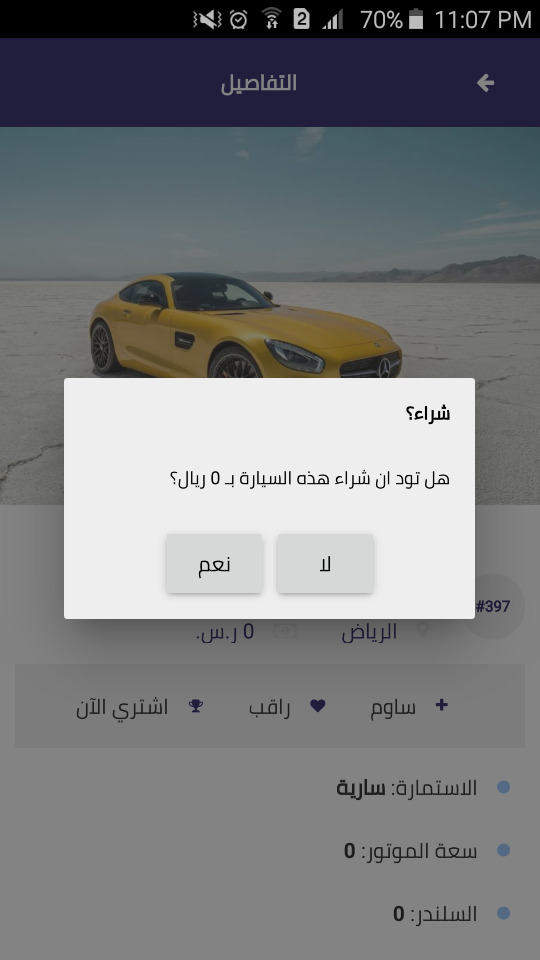 2 70% 11:07 PM
التفاصيل
شراء؟
هل تود ان شراء هذه السيارة بـ 0 ريال؟
لا نعم
#397
الرياض 0 ر.س.
ساوم راقب اشتري الآن
الاستمارة: سارية
سعة الموتور: 0
السلندر: 0